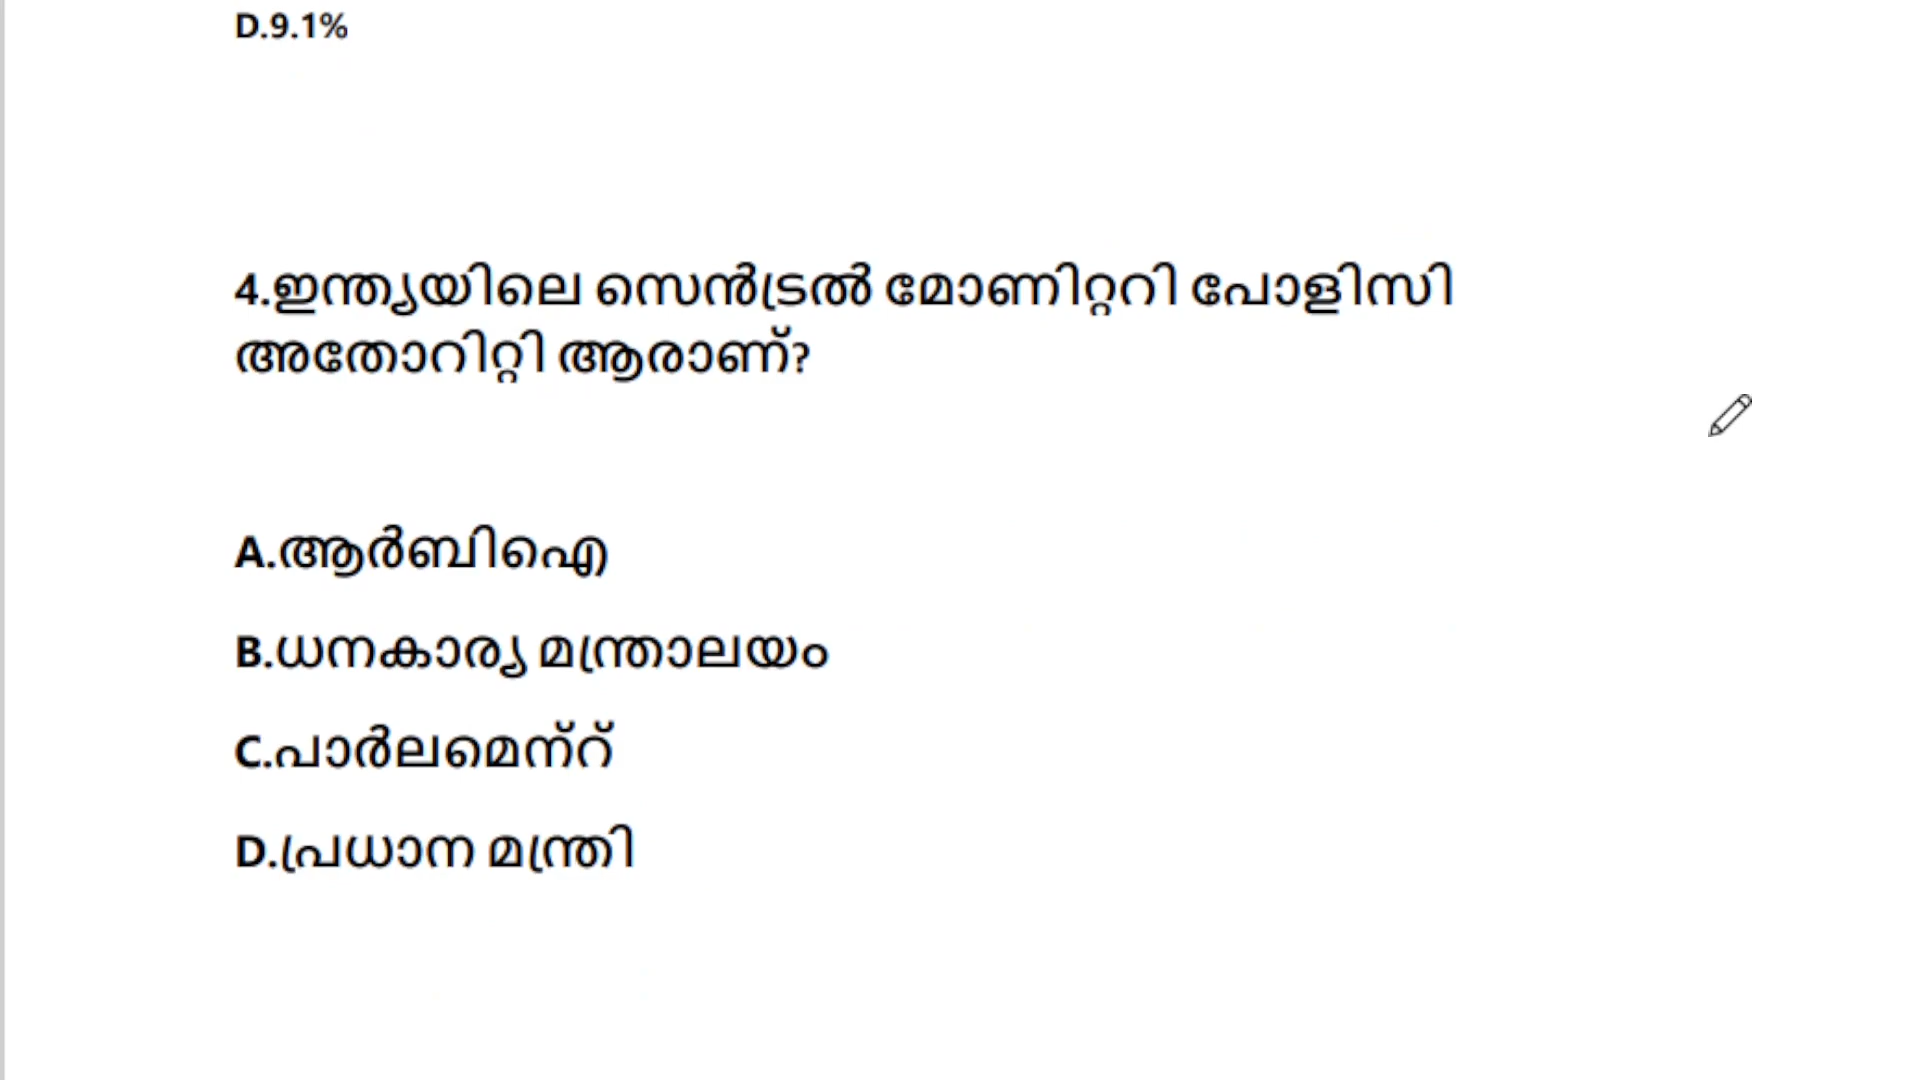 D.9.1%
4.ഇന്ത്യയിലെ സെൻട്രൽ മോണിറ്ററി പോളിസി
അതോറിറ്റി ആരാണ്?
A.ആർബിഐ
B.ധനകാര്യ മന്ത്രാലയം
C.പാർലമെന്റ്
D.പ്രധാന മന്ത്രി